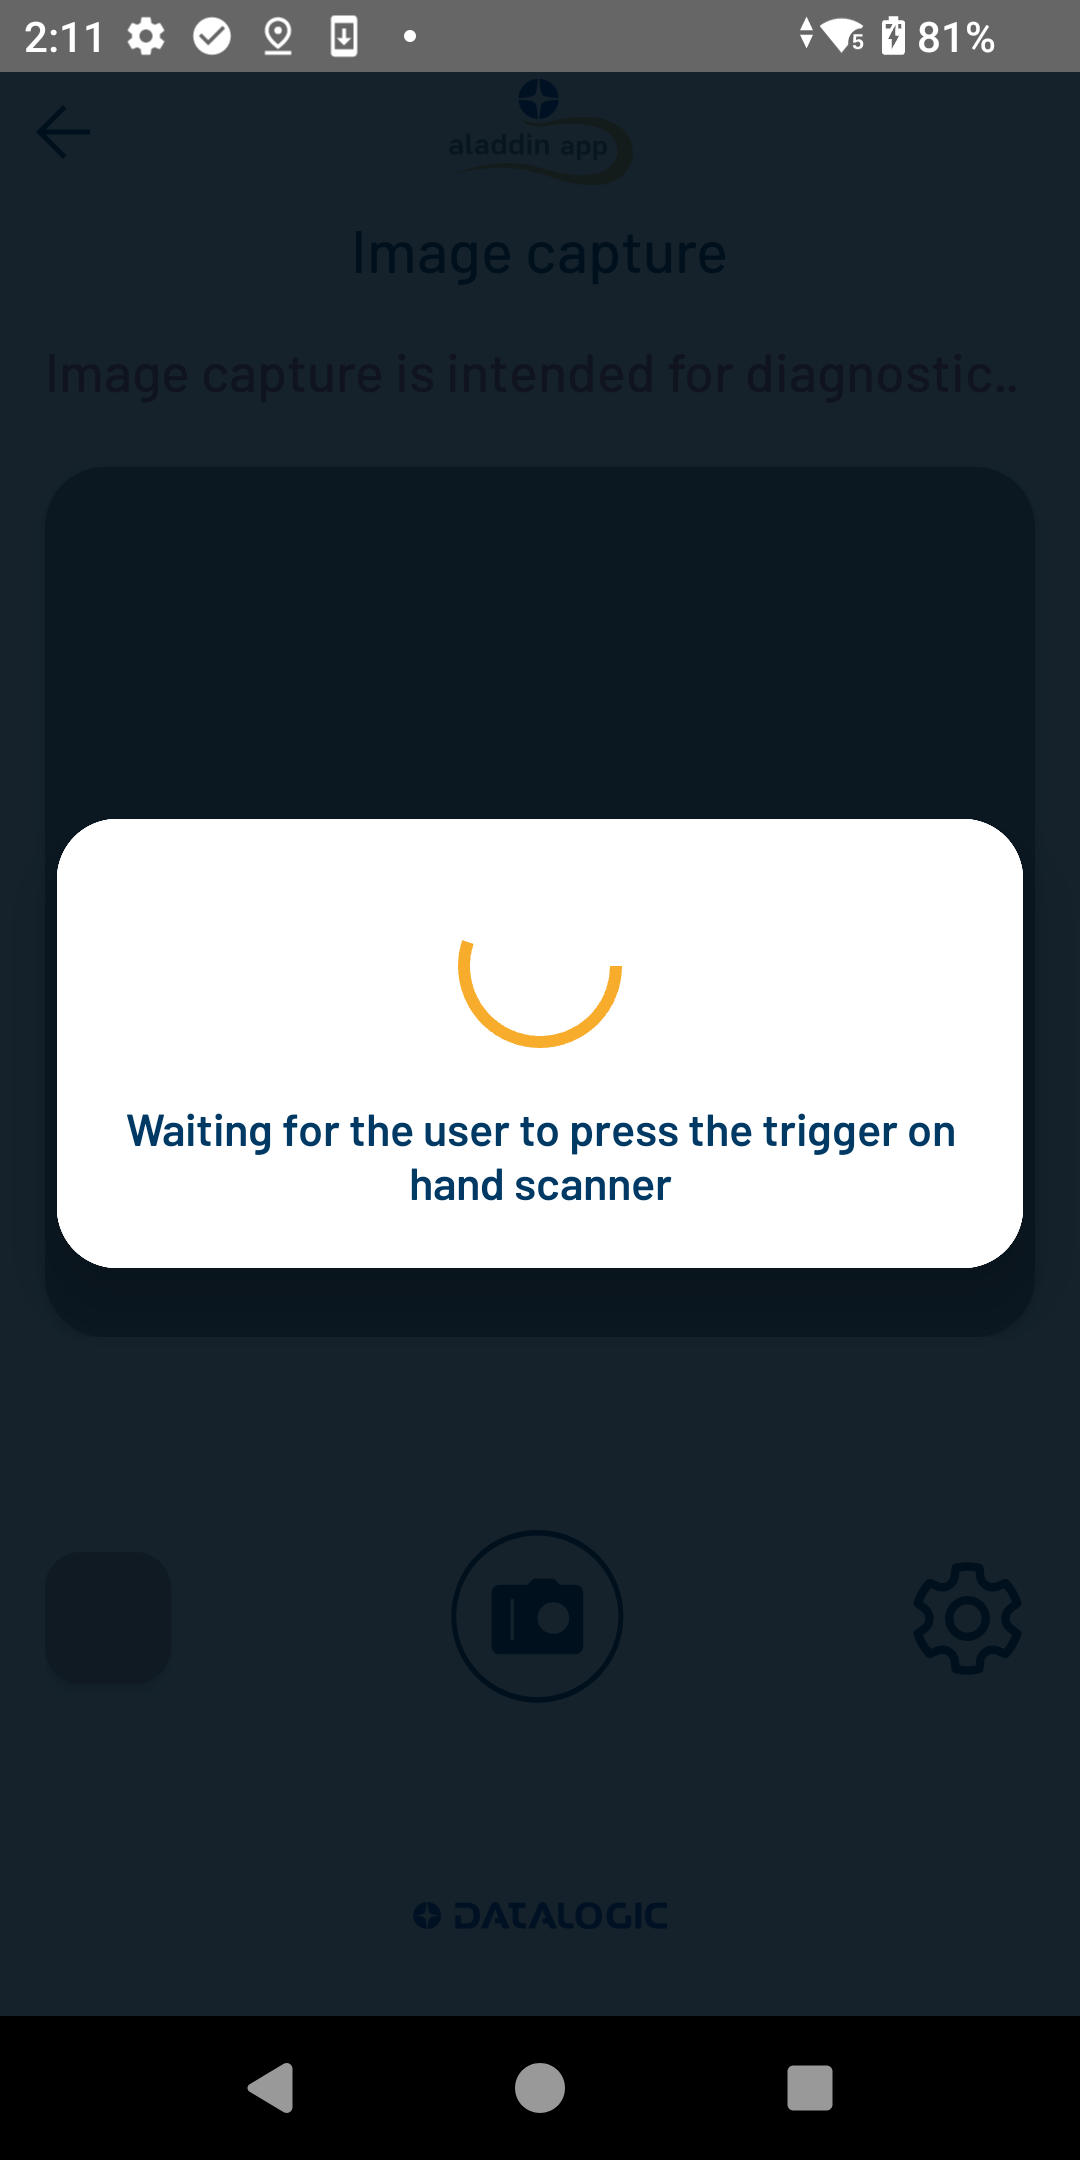 2:11
5
81%
aladdin app
Image capture
Image capture is intended for diagnostic..
Waiting for the user to press the trigger on
hand scanner
DATALOGIC